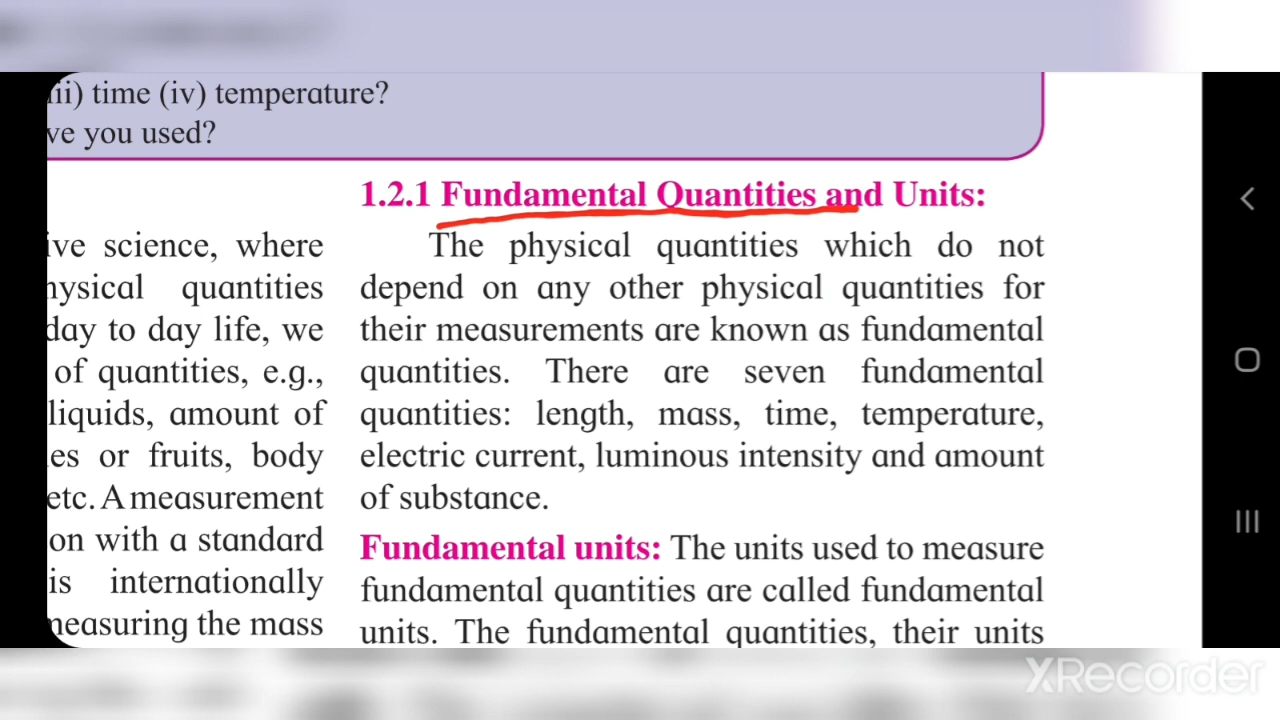 iii) time (iv) temperature?
ve you used?
ive science, where
hysical quantities
day to day life, we
of quantities, e.g.,
liquids, amount of
es or fruits, body
etc. A measurement
on with a standard
is internationally
measuring the mass
1.2.1 Fundamental Quantities and Units:
The physical quantities which do not
depend on any other physical quantities for
their measurements are known as fundamental
quantities. There are seven fundamental
quantities: length, mass, time, temperature,
electric current, luminous intensity and amount
of substance.
Fundamental units: The units used to measure
fundamental quantities are called fundamental
units. The fundamental quantities, their units
XRecorder